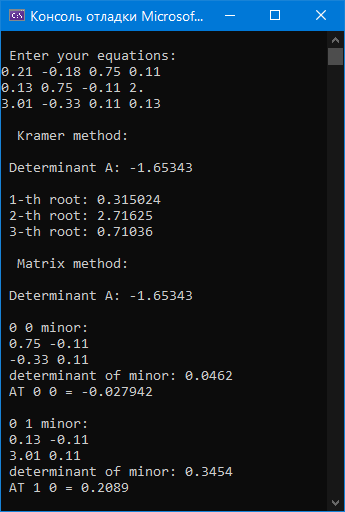 Консоль отладки Microsoft...
Enter your equations:
0.21 -0.18 0.75 0.11
0.13 0.75 -0.11 2.
3.01 -0.33 0.11 0.13
Kramer method:
Determinant A: -1.65343
1-th root: 0.315024
2-th root: 2.71625
3-th root: 0.71036
Matrix method:
Determinant A: -1.65343
0 0 minor:
0.75 -0.11
-0.33 0.11
determinant of minor: 0.0462
AT 0 0 = -0.027942
0 1 minor:
0.13 -0.11
3.01 0.11
determinant of minor: 0.3454
AT 1 0 = 0.2089